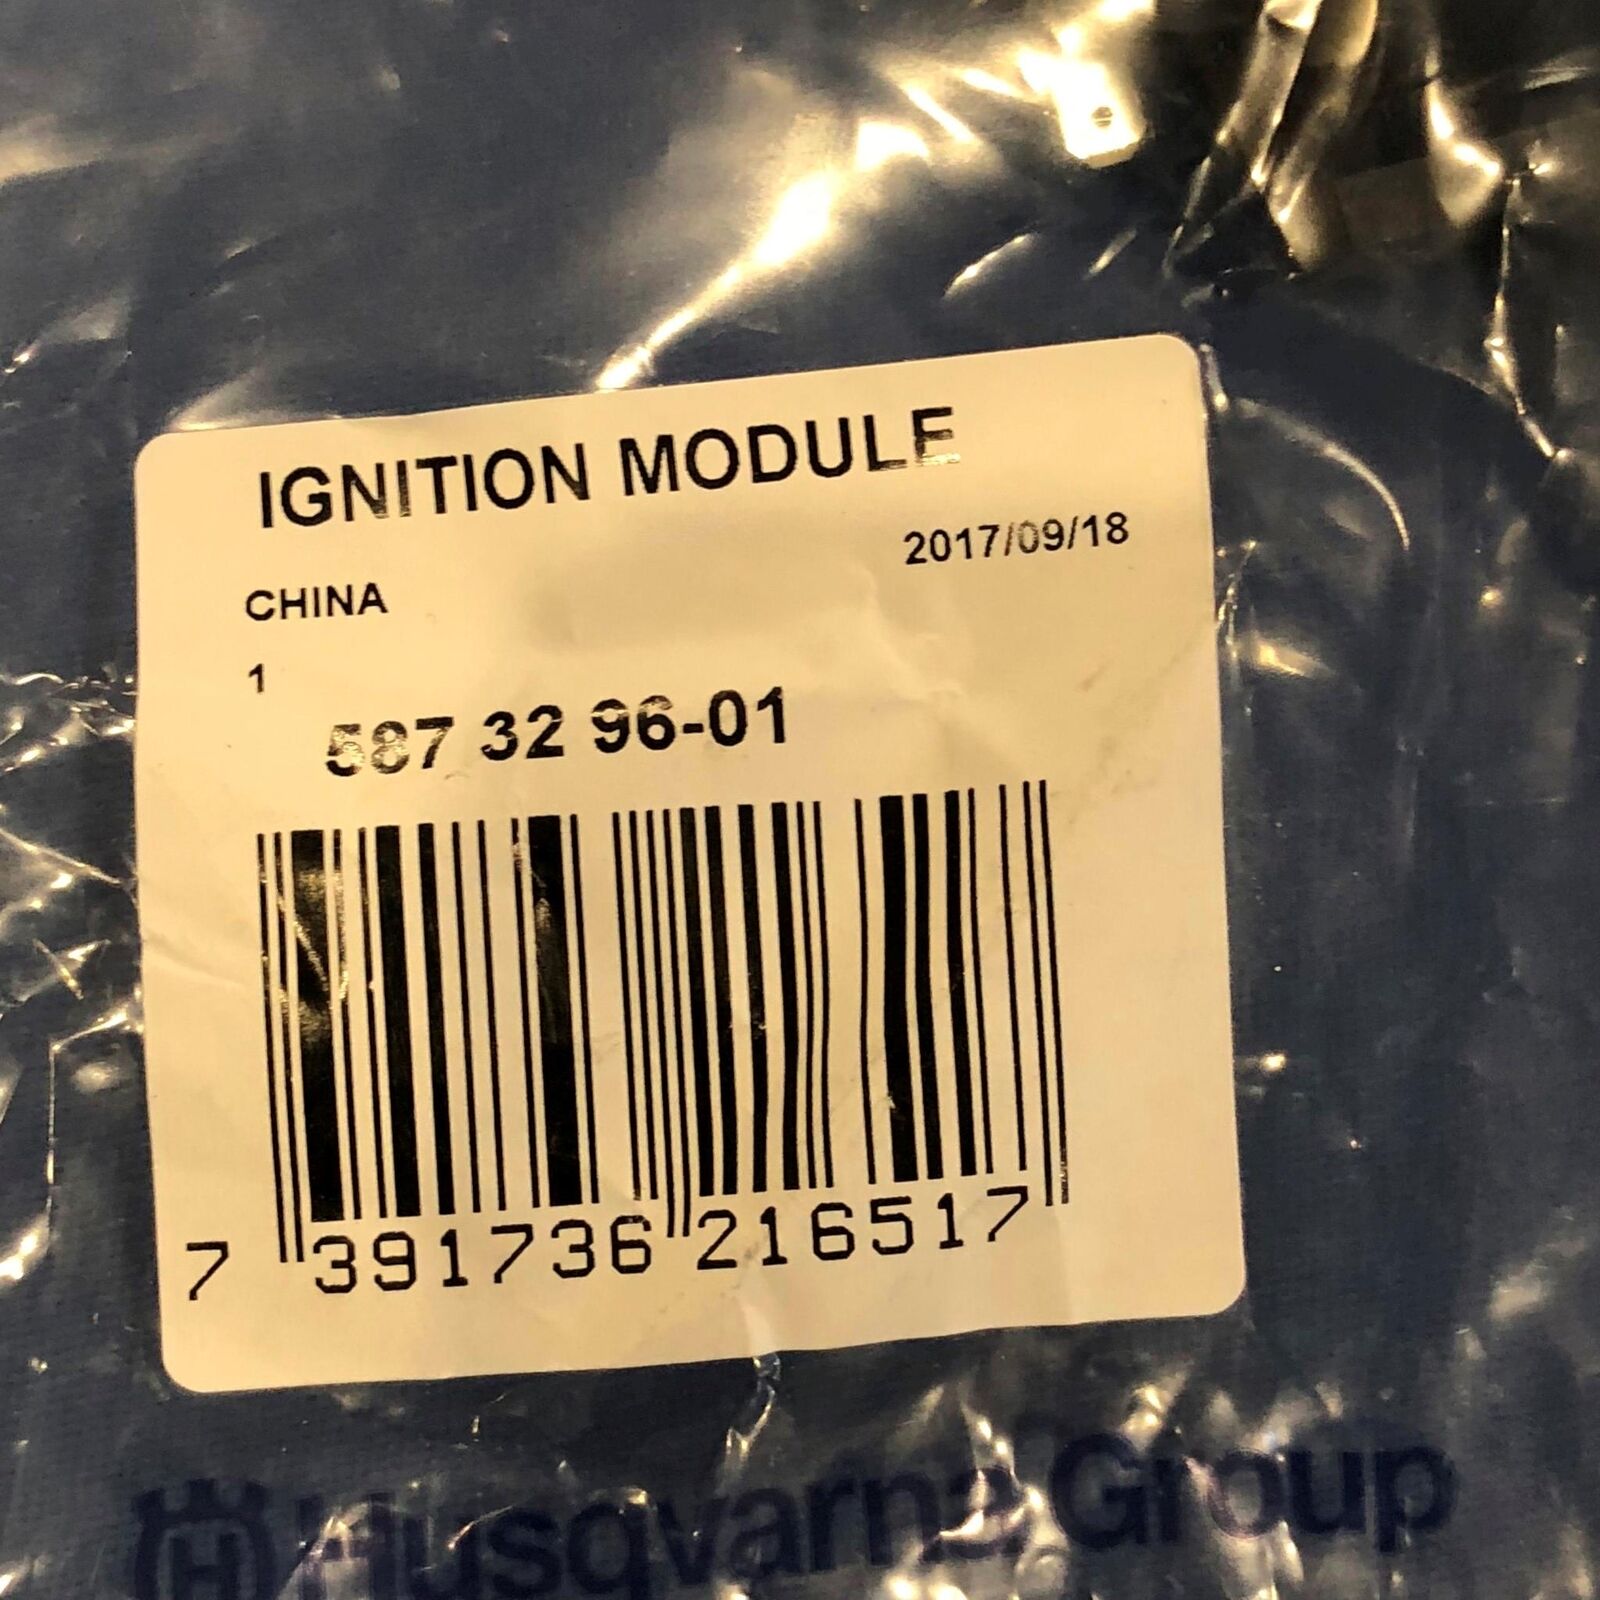 IGNITION MODULE
2017/09/18
CHINA
1
587 32 96-01
7 391736 216517
H Husqvarna Group